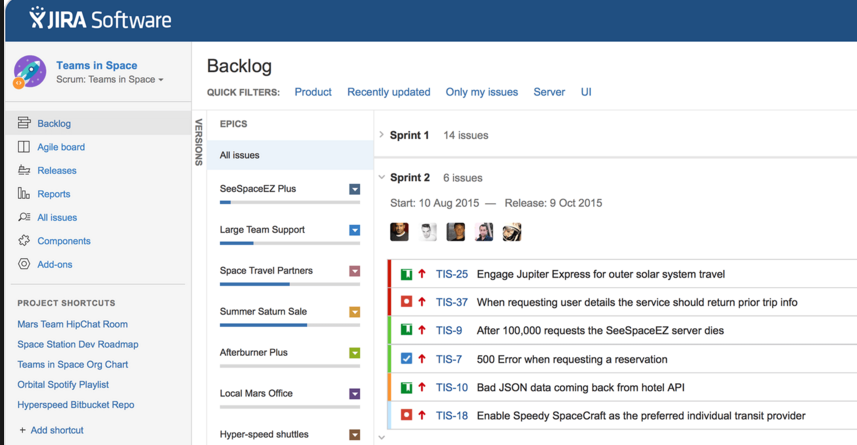 JIRA Software
Teams in Space
Scrum: Teams in Space
Backlog
Agile board
Releases
Reports
All issues
Components
Add-ons
PROJECT SHORTCUTS
Mars Team HipChat Room
Space Station Dev Roadmap
Teams in Space Org Chart
Orbital Spotify Playlist
Hyperspeed Bitbucket Repo
+ Add shortcut
Backlog
QUICK FILTERS: Product Recently updated Only my issues Server UI
VERSIONS
EPICS
All issues
SeeSpaceEZ Plus
Large Team Support
Space Travel Partners
Summer Saturn Sale
Afterburner Plus
Local Mars Office
Hyper-speed shuttles
Sprint 1 14 issues
Sprint 2 6 issues
Start: 10 Aug 2015 — Release: 9 Oct 2015
TIS-25 Engage Jupiter Express for outer solar system travel
TIS-37 When requesting user details the service should return prior trip info
TIS-9 After 100,000 requests the SeeSpaceEZ server dies
TIS-7 500 Error when requesting a reservation
TIS-10 Bad JSON data coming back from hotel API
TIS-18 Enable Speedy SpaceCraft as the preferred individual transit provider